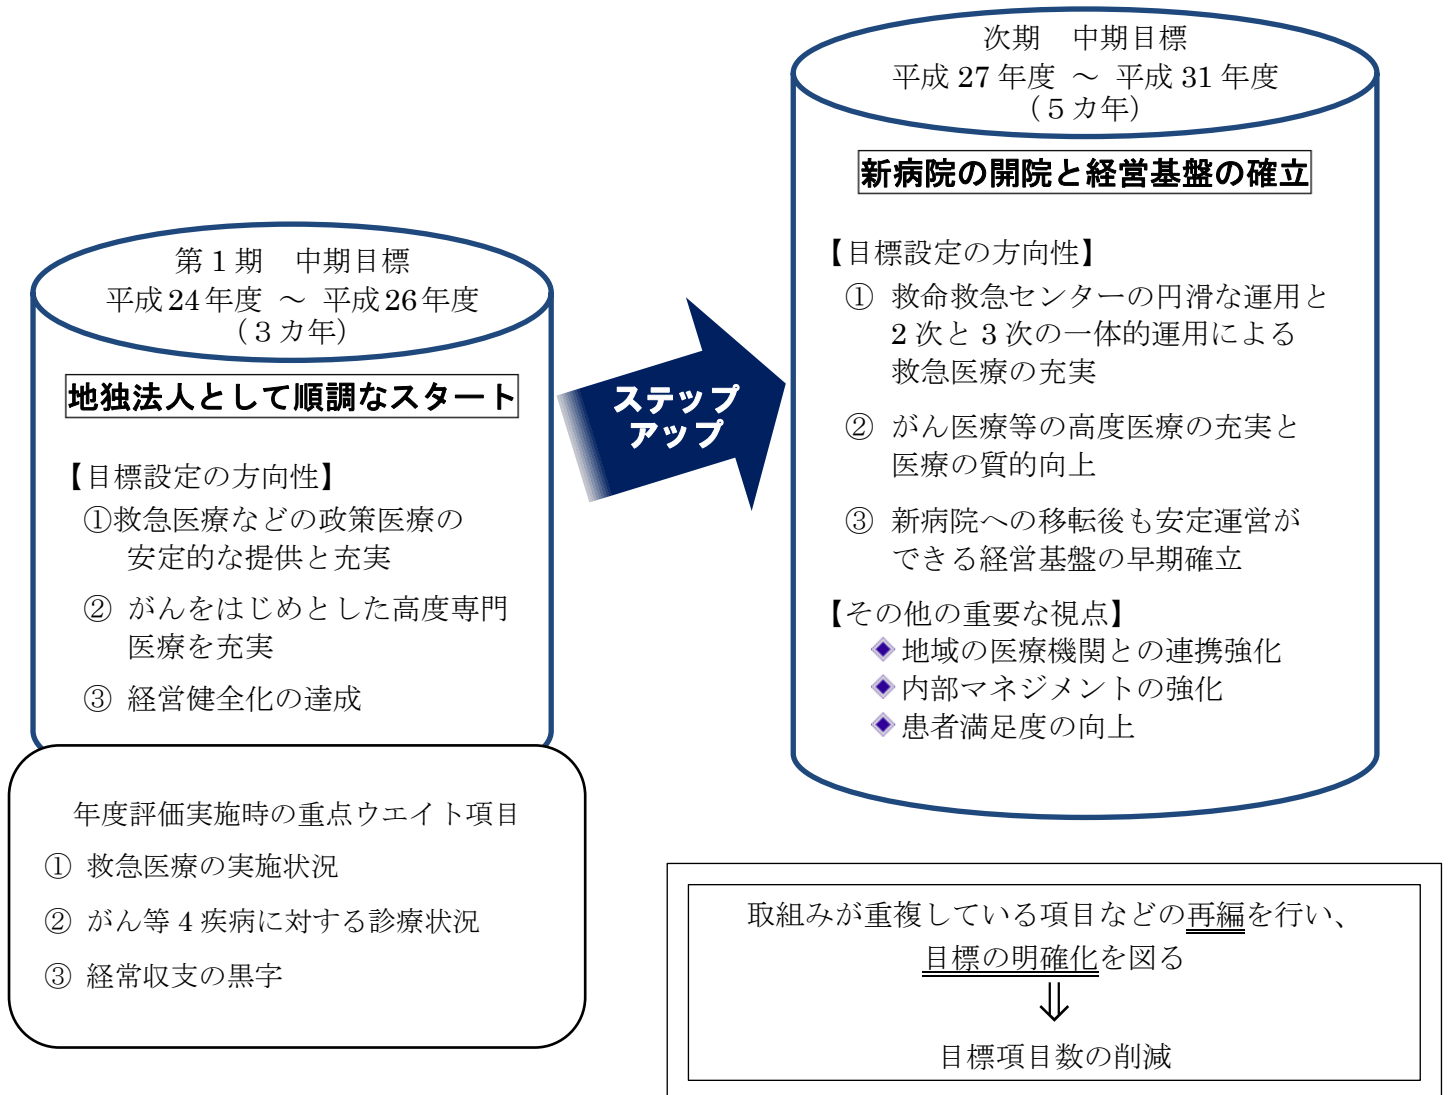 第1期　中期目標
平成24年度 ～ 平成26年度
（3カ年）
地独法人として順調なスタート
【目標設定の方向性】
①救急医療などの政策医療の
安定的な提供と充実
② がんをはじめとした高度専門
医療を充実
③ 経営健全化の達成
年度評価実施時の重点ウエイト項目
① 救急医療の実施状況
② がん等4疾病に対する診療状況
③ 経常収支の黒字
ステップ
アップ
次期　中期目標
平成 27 年度 ～ 平成 31 年度
（5カ年）
新病院の開院と経営基盤の確立
【目標設定の方向性】
① 救命救急センターの円滑な運用と
2次と3次の一体的運用による
救急医療の充実
② がん医療等の高度医療の充実と
医療の質的向上
③ 新病院への移転後も安定運営が
できる経営基盤の早期確立
【その他の重要な視点】
◆地域の医療機関との連携強化
◆内部マネジメントの強化
◆患者満足度の向上
取組みが重複している項目などの再編を行い、
目標の明確化を図る
⇓
目標項目数の削減